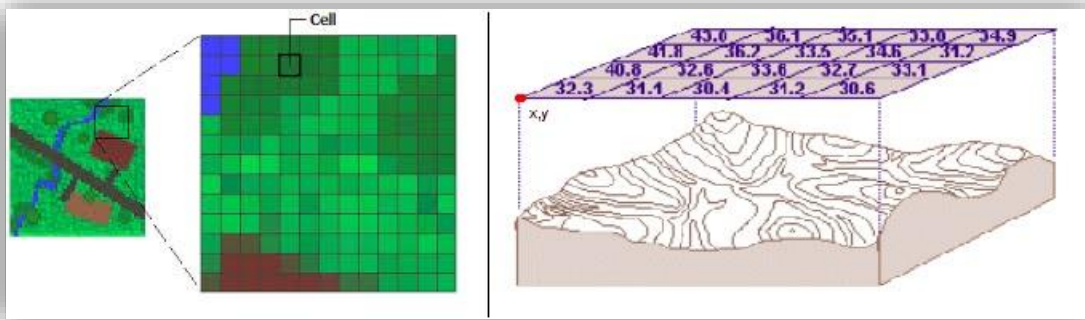 Cell
43.0 36.1 35.1 33.0 34.9
41.8 36.2 33.5 34.6 31.2
40.8 32.6 33.6 32.7 33.1
32.3 31.1 30.4 31.2 30.6
x,y